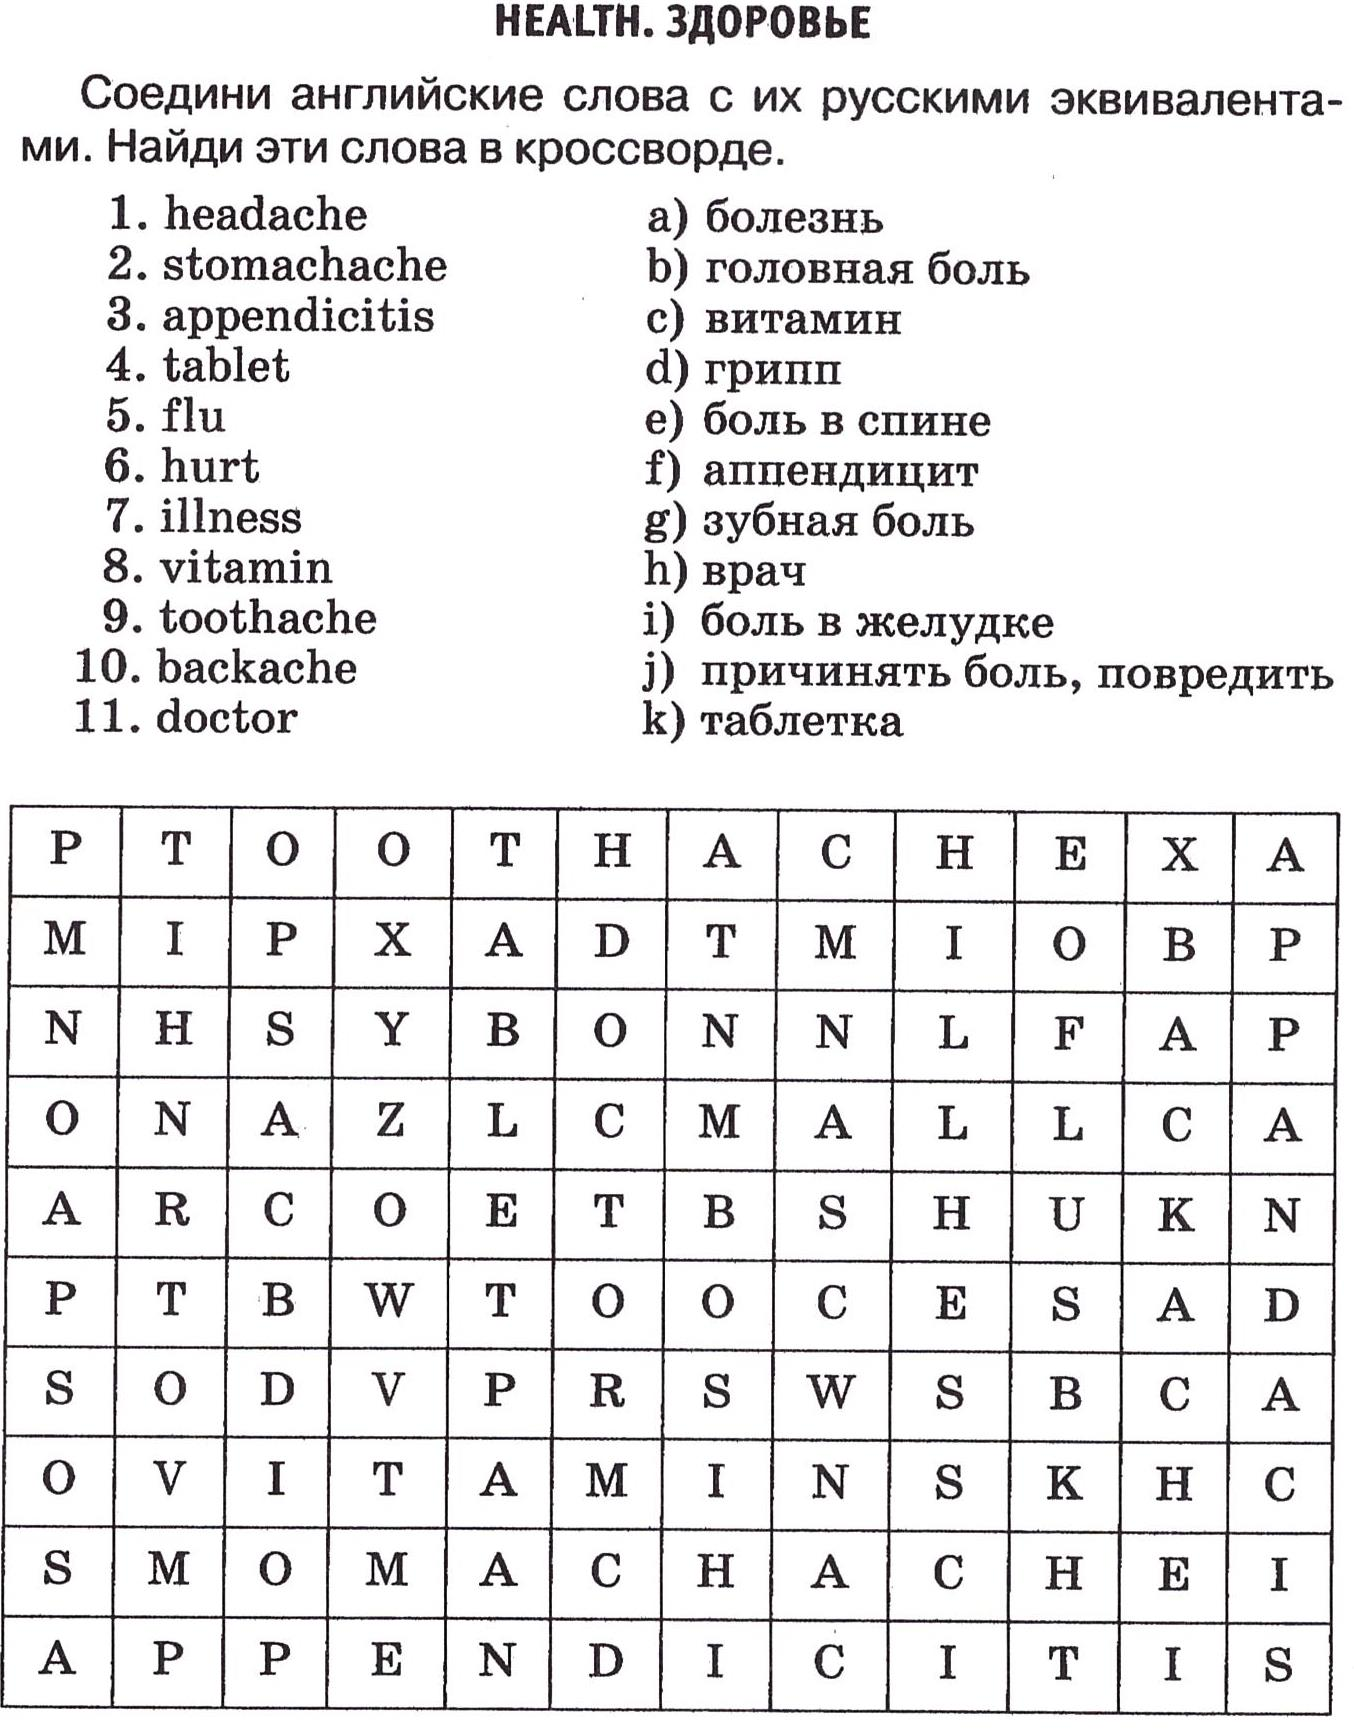 HEALTH. ЗДОРОВЬЕ
Соедини английские слова с их русскими эквивалента-
ми. Найди эти слова в кроссворде.
1. headache
2. stomachache
3. appendicitis
4. tablet
5. flu
6. hurt
7. illness
8. vitamin
9. toothache
10. backache
11. doctor
a) болезнь
b) головная боль
c) витамин
d) грипп
e) боль в спине
f) аппендицит
g) зубная боль
h) врач
i) боль в желудке
j) причинять боль, повредить
k) таблетка
P T O O T H A C H E X A
M I P X A D T M I O B P
N H S Y B O N N L F A P
O N A Z L C M A L L C A
A R C O E T B S H U K N
P T B W T O O C E S A D
S O D V P R S W S B C A
O V I T A M I N S K H C
S M O M A C H A C H E I
A P P E N D I C I T I S